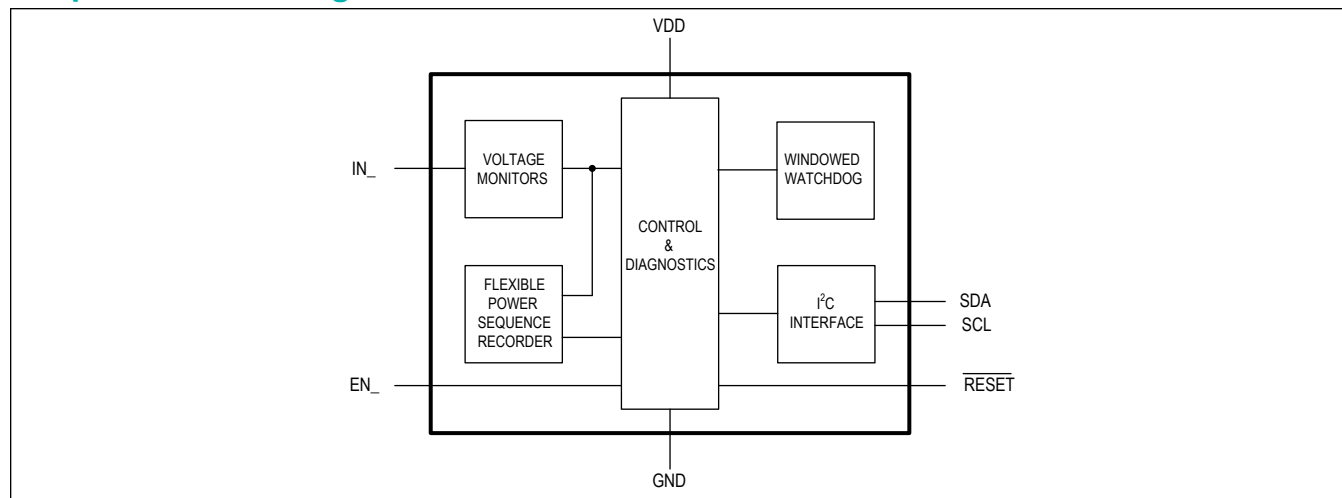 VDD
IN_
VOLTAGE
MONITORS
WINDOWED
WATCHDOG
CONTROL
&
DIAGNOSTICS
FLEXIBLE
POWER
SEQUENCE
RECORDER
I²C
INTERFACE
SDA
SCL
EN_
RESET
GND